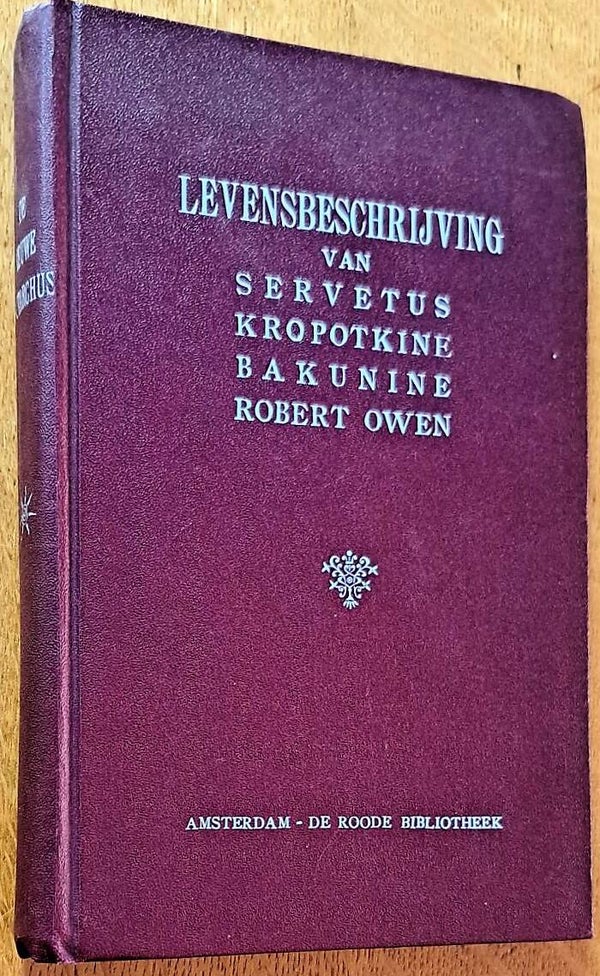 LEVENSBESCHRIJVING
VAN
SERVETUS
KROPOTKINE
BAKUNINE
ROBERT OWEN
AMSTERDAM - DE ROODE BIBLIOTHEEK